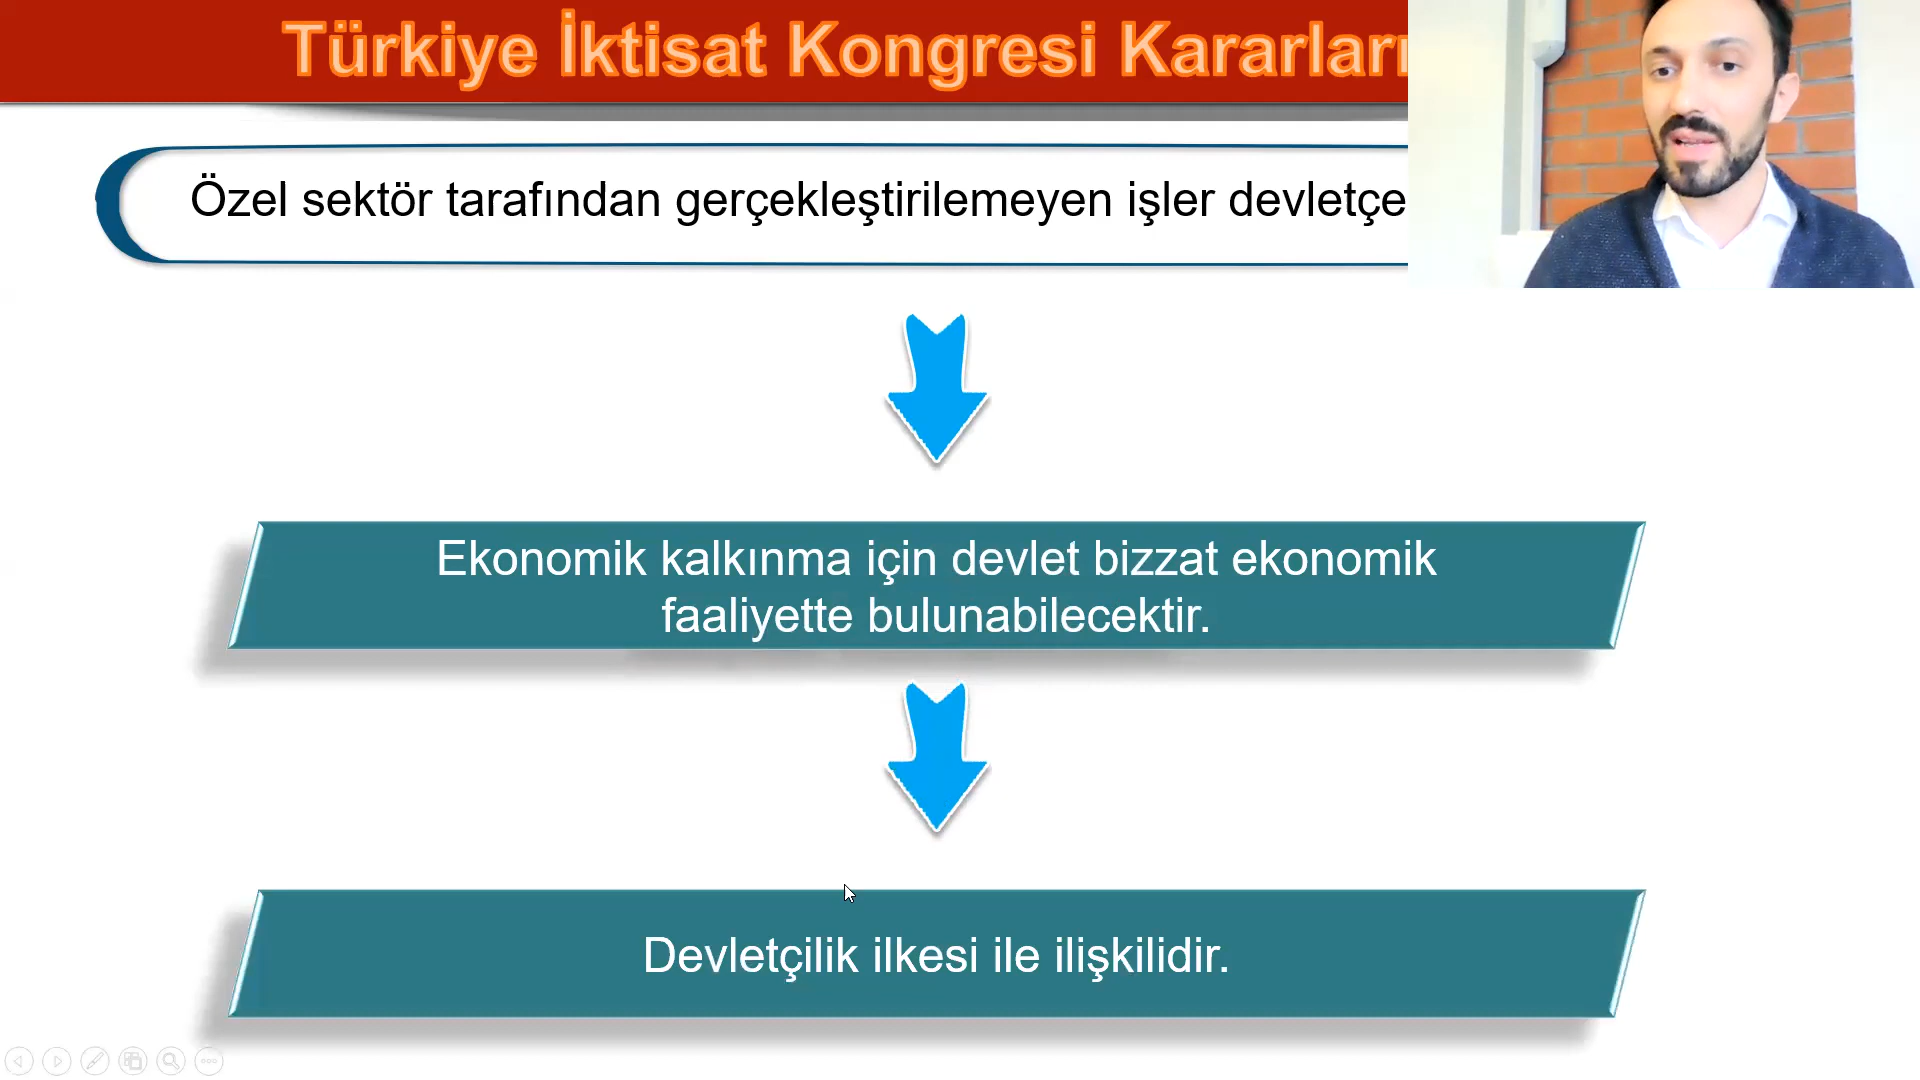 Türkiye İktisat Kongresi Kararları
Özel sektör tarafından gerçekleştirilemeyen işler devletçe
Ekonomik kalkınma için devlet bizzat ekonomik
faaliyette bulunabilecektir.
Devletçilik ilkesi ile ilişkilidir.